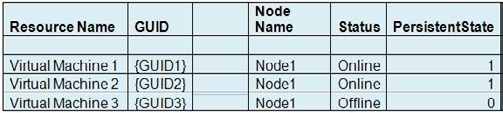 Resource Name GUID Node Name Status PersistentState
Virtual Machine 1 {GUID1} Node1 Online 1
Virtual Machine 2 {GUID2} Node1 Online 1
Virtual Machine 3 {GUID3} Node1 Offline 0